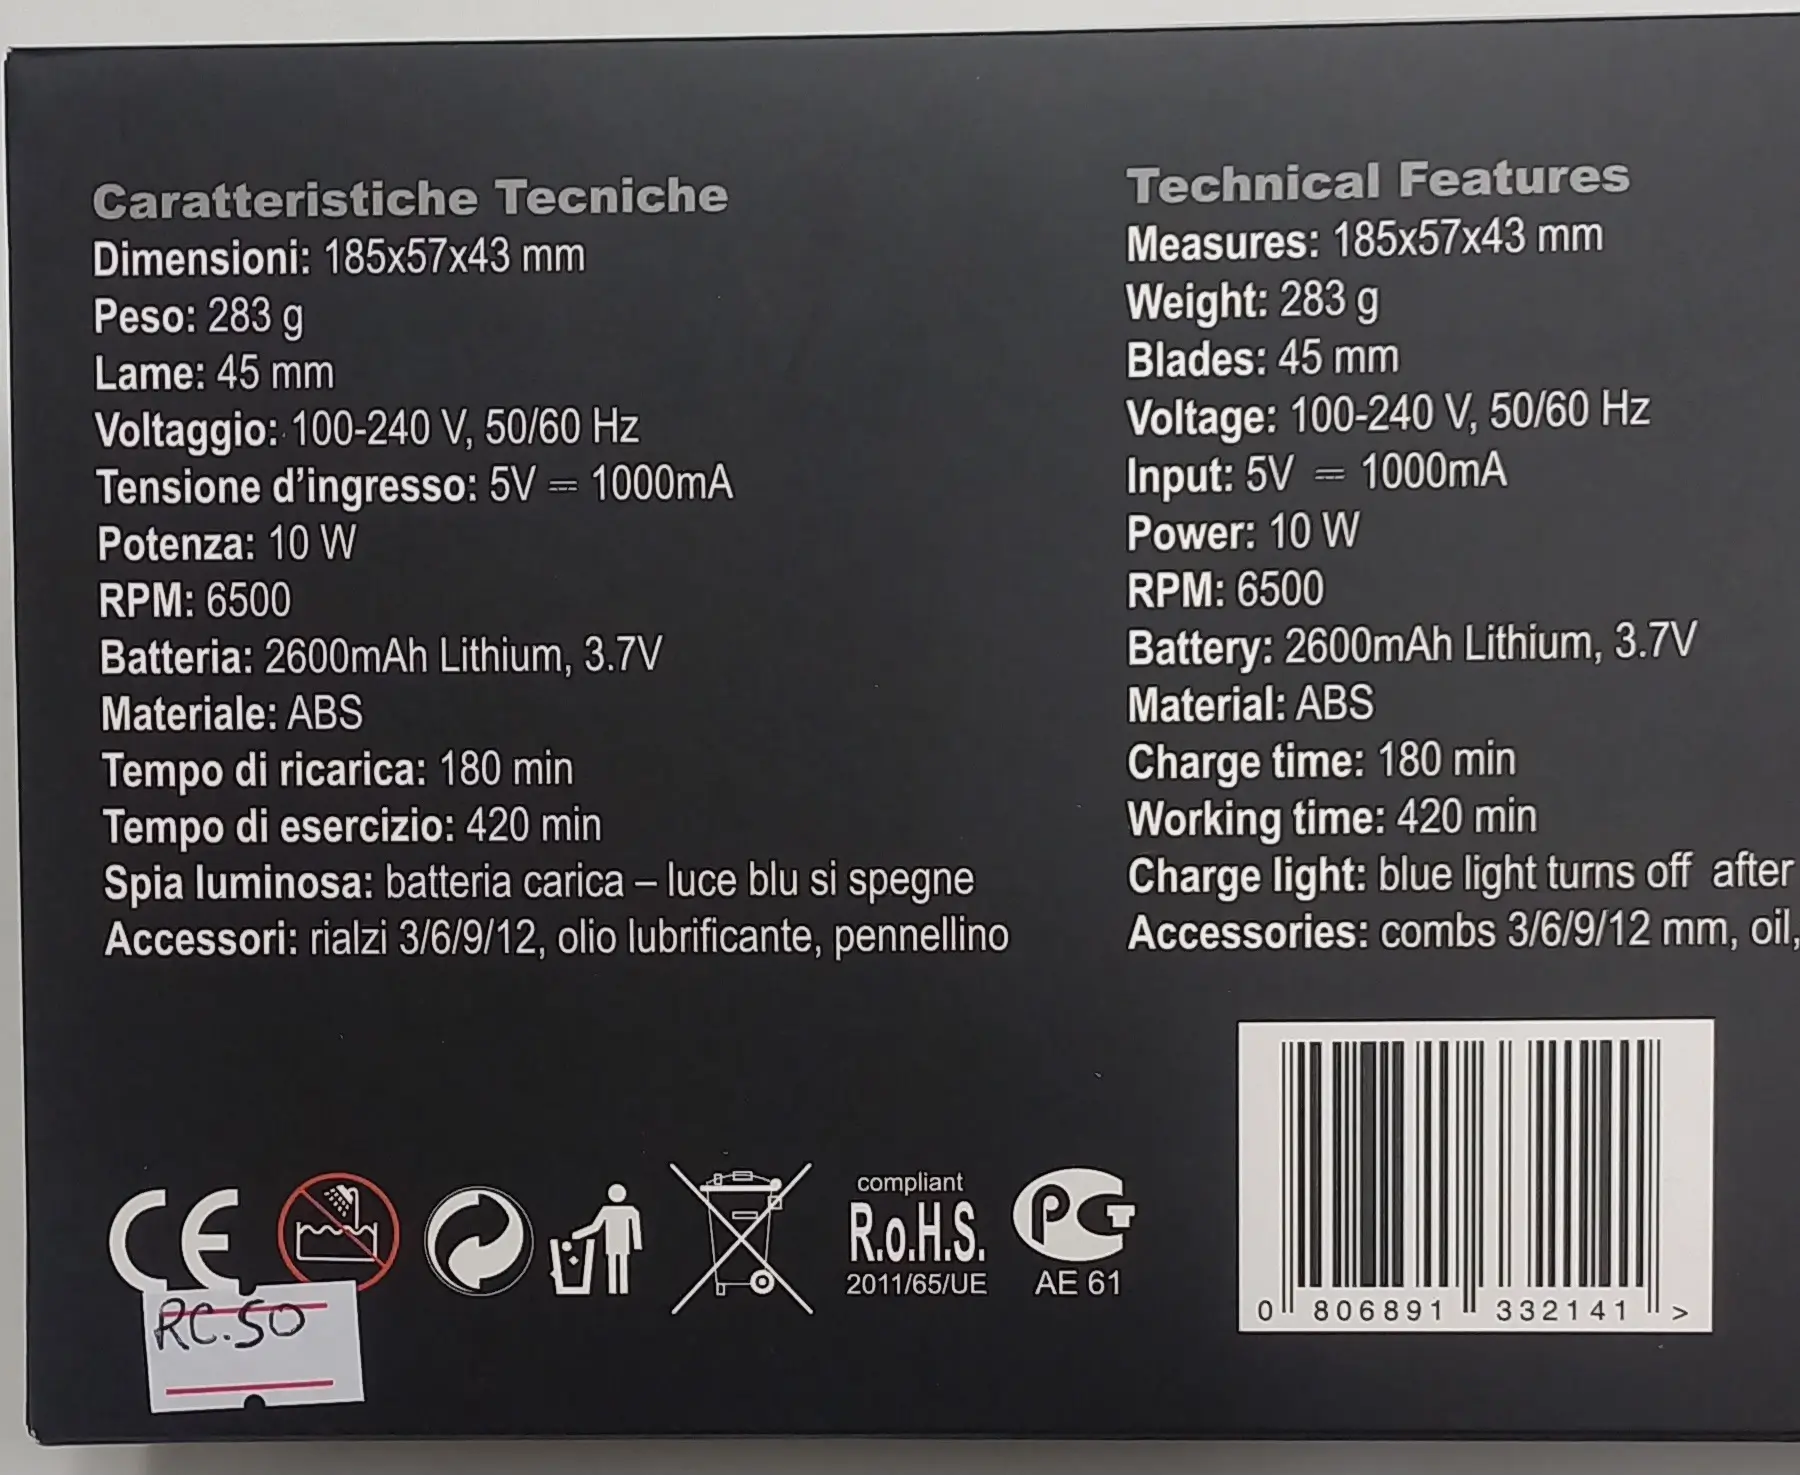 Caratteristiche Tecniche
Dimensioni: 185x57x43 mm
Peso: 283 g
Lame: 45 mm
Voltaggio: 100-240 V, 50/60 Hz
Tensione d'ingresso: 5V ⎓ 1000mA
Potenza: 10 W
RPM: 6500
Batteria: 2600mAh Lithium, 3.7V
Materiale: ABS
Tempo di ricarica: 180 min
Tempo di esercizio: 420 min
Spia luminosa: batteria carica – luce blu si spegne
Accessori: rialzi 3/6/9/12, olio lubrificante, pennellino
Technical Features
Measures: 185x57x43 mm
Weight: 283 g
Blades: 45 mm
Voltage: 100-240 V, 50/60 Hz
Input: 5V ⎓ 1000mA
Power: 10 W
RPM: 6500
Battery: 2600mAh Lithium, 3.7V
Material: ABS
Charge time: 180 min
Working time: 420 min
Charge light: blue light turns off after
Accessories: combs 3/6/9/12 mm, oil,
CE
compliant
R.o.H.S.
2011/65/UE
PCT
AE 61
RC.50
0 806891 332141 >